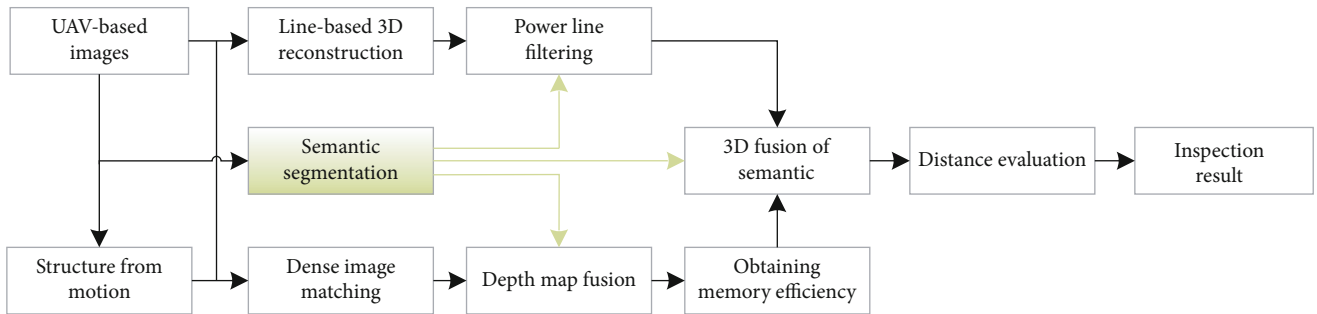 UAV-based
images
Line-based 3D
reconstruction
Power line
filtering
Semantic
segmentation
3D fusion of
semantic
Distance evaluation
Inspection
result
Structure from
motion
Dense image
matching
Depth map fusion
Obtaining
memory efficiency